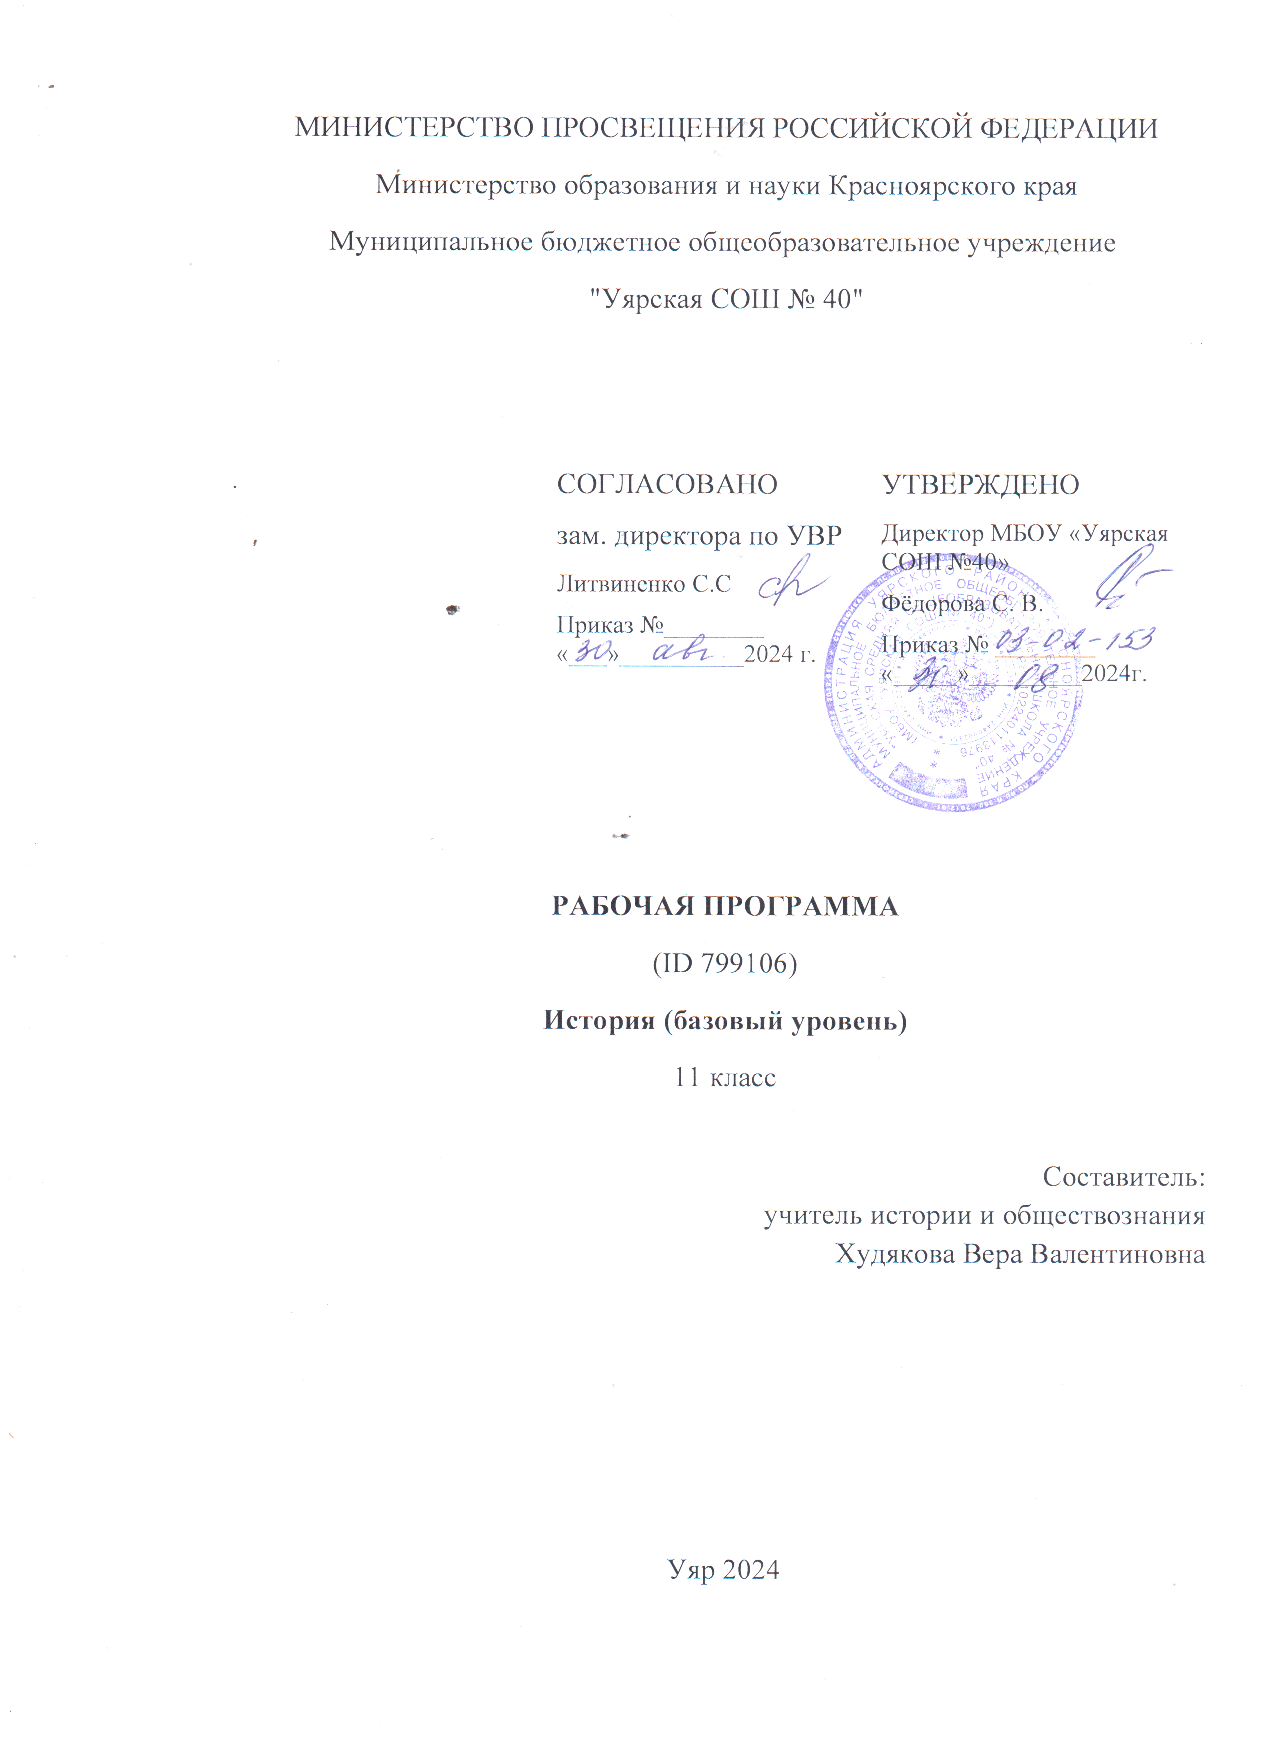 МИНИСТЕРСТВО ПРОСВЕЩЕНИЯ РОССИЙСКОЙ ФЕДЕРАЦИИ
Министерство образования и науки Красноярского края
Муниципальное бюджетное общеобразовательное учреждение
"Уярская СОШ № 40"
СОГЛАСОВАНО
зам. директора по УВР
Литвиненко С.С
Приказ №________
«30» авг 2024 г.
УТВЕРЖДЕНО
Директор МБОУ «Уярская
СОШ №40»
Фёдорова С. В.
Приказ № 03-02-153
«31» 08 2024г.
РАБОЧАЯ ПРОГРАММА
(ID 799106)
История (базовый уровень)
11 класс
Составитель:
учитель истории и обществознания
Худякова Вера Валентиновна
Уяр 2024